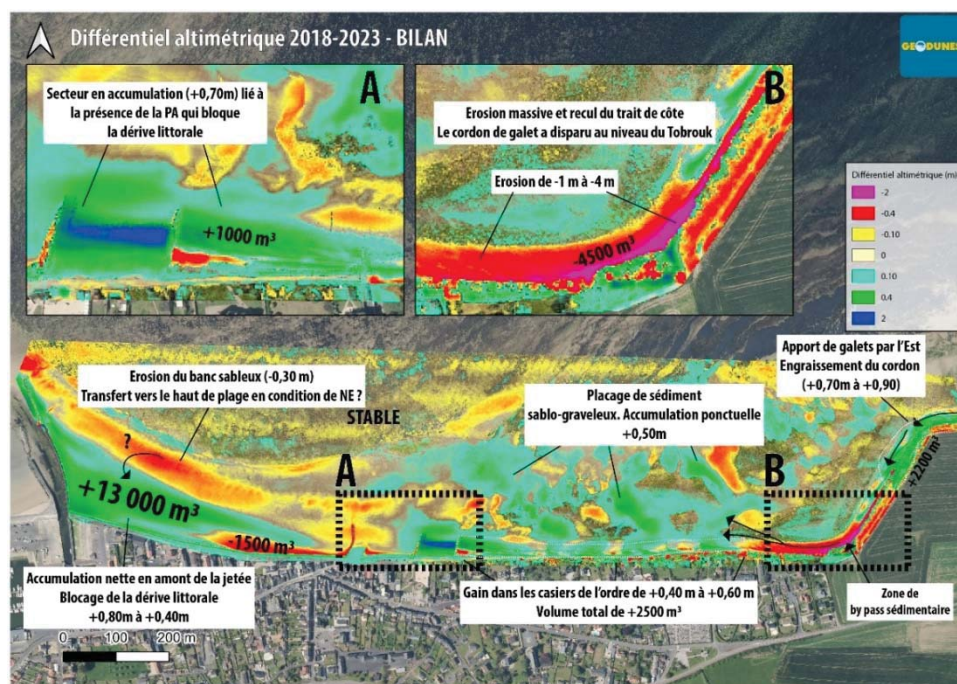 Différentiel altimétrique 2018-2023 - BILAN
GEODUNES
A
Secteur en accumulation (+0,70m) lié à
la présence de la PA qui bloque
la dérive littorale
+1000 m³
B
Erosion massive et recul du trait de côte
Le cordon de galet a disparu au niveau du Tobrouk
Erosion de -1 m à -4 m
-4500 m³
Différentiel altimétrique (m)
-2
-0.4
-0.10
0
0.10
0.4
2
Apport de galets par l'Est
Engraissement du cordon
(+0,70m à +0,90)
Erosion du banc sableux (-0,30 m)
Transfert vers le haut de plage en condition de NE ?
STABLE
Placage de sédiment
sablo-graveleux. Accumulation ponctuelle
+0,50m
?
A
B
+2200 m³
+13 000 m³
-1500 m³
Accumulation nette en amont de la jetée
Blocage de la dérive littorale
+0,80m à +0,40m
Gain dans les casiers de l'ordre de +0,40 m à +0,60 m
Volume total de +2500 m³
Zone de
by pass sédimentaire
0 100 200 m